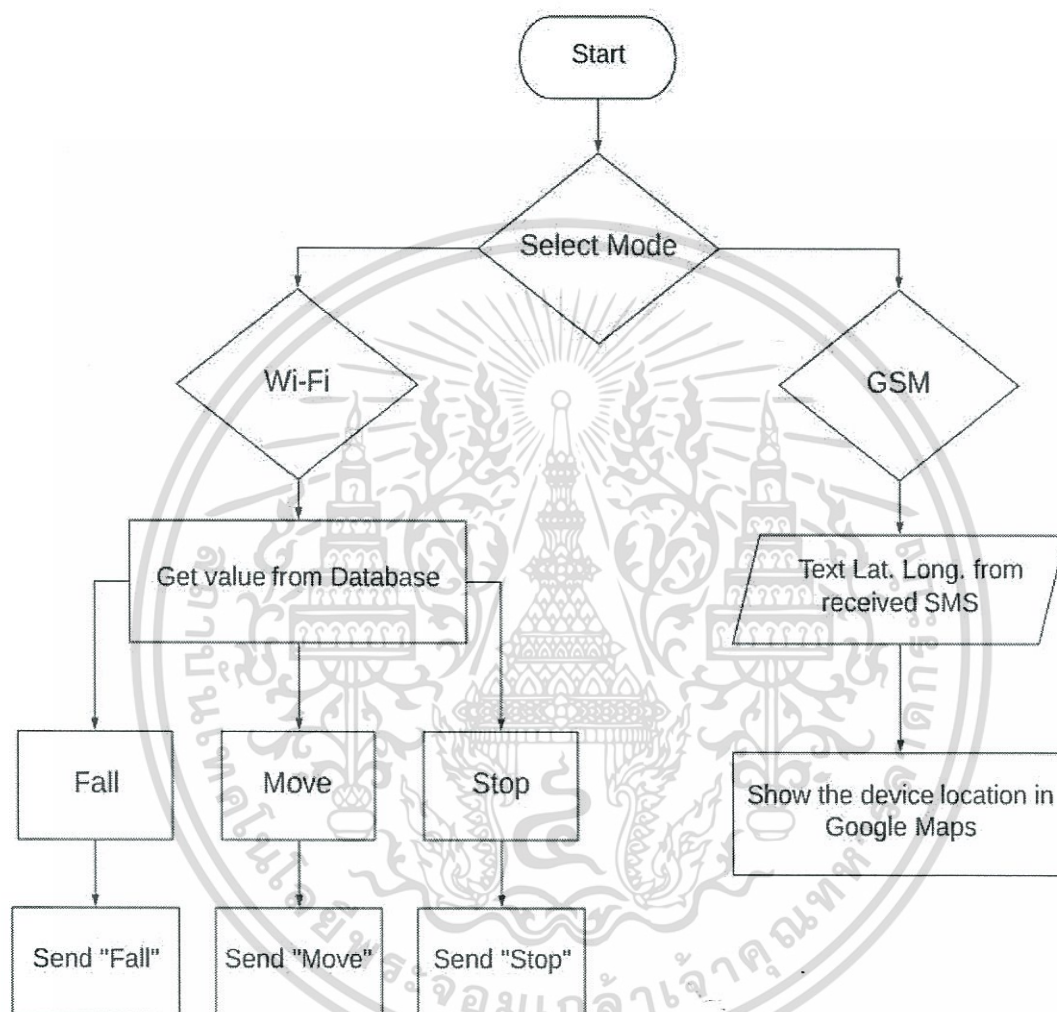 Start
Select Mode
Wi-Fi
GSM
Get value from Database
Text Lat. Long. from
received SMS
Fall
Move
Stop
Show the device location in
Google Maps
Send "Fall"
Send "Move"
Send "Stop"